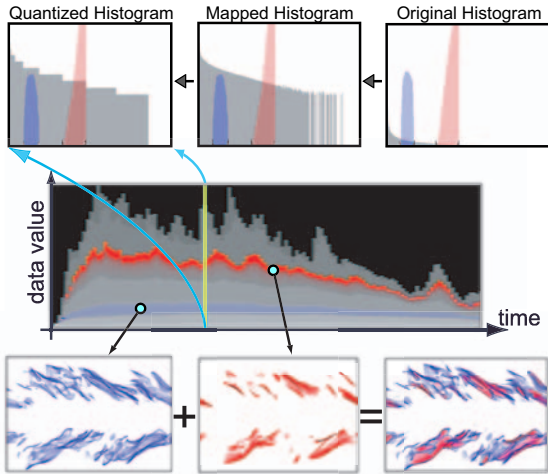 Quantized Histogram
Mapped Histogram
Original Histogram
data value
time
+
=